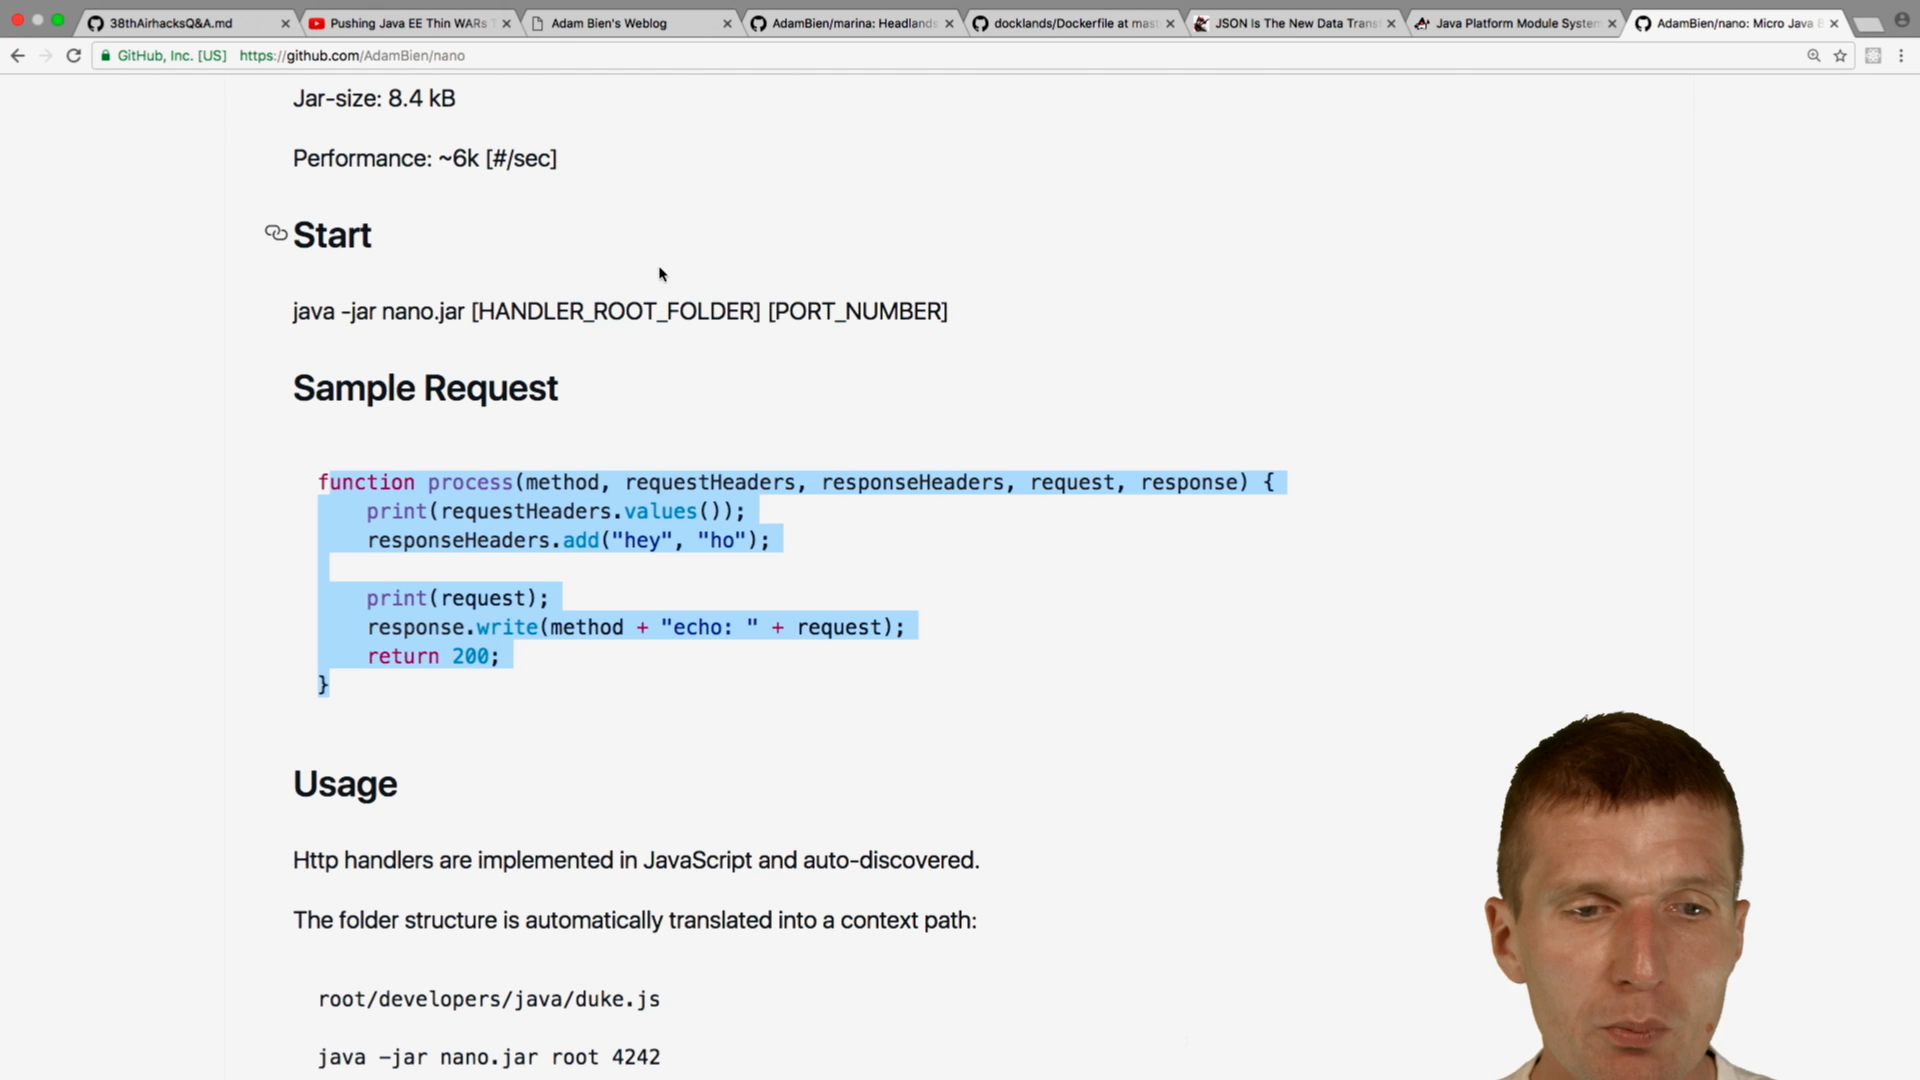 38thAirhacksQ&A.md
Pushing Java EE Thin WARs T
Adam Bien's Weblog
AdamBien/marina: Headlands
docklands/Dockerfile at mast
JSON Is The New Data Transf
Java Platform Module System
AdamBien/nano: Micro Java
GitHub, Inc. [US] https://github.com/AdamBien/nano
Jar-size: 8.4 kB
Performance: ~6k [#/sec]
Start
java -jar nano.jar [HANDLER_ROOT_FOLDER] [PORT_NUMBER]
Sample Request
function process(method, requestHeaders, responseHeaders, request, response) {
print(requestHeaders.values());
responseHeaders.add("hey", "ho");
print(request);
response.write(method + "echo: " + request);
return 200;
}
Usage
Http handlers are implemented in JavaScript and auto-discovered.
The folder structure is automatically translated into a context path:
root/developers/java/duke.js
java -jar nano.jar root 4242